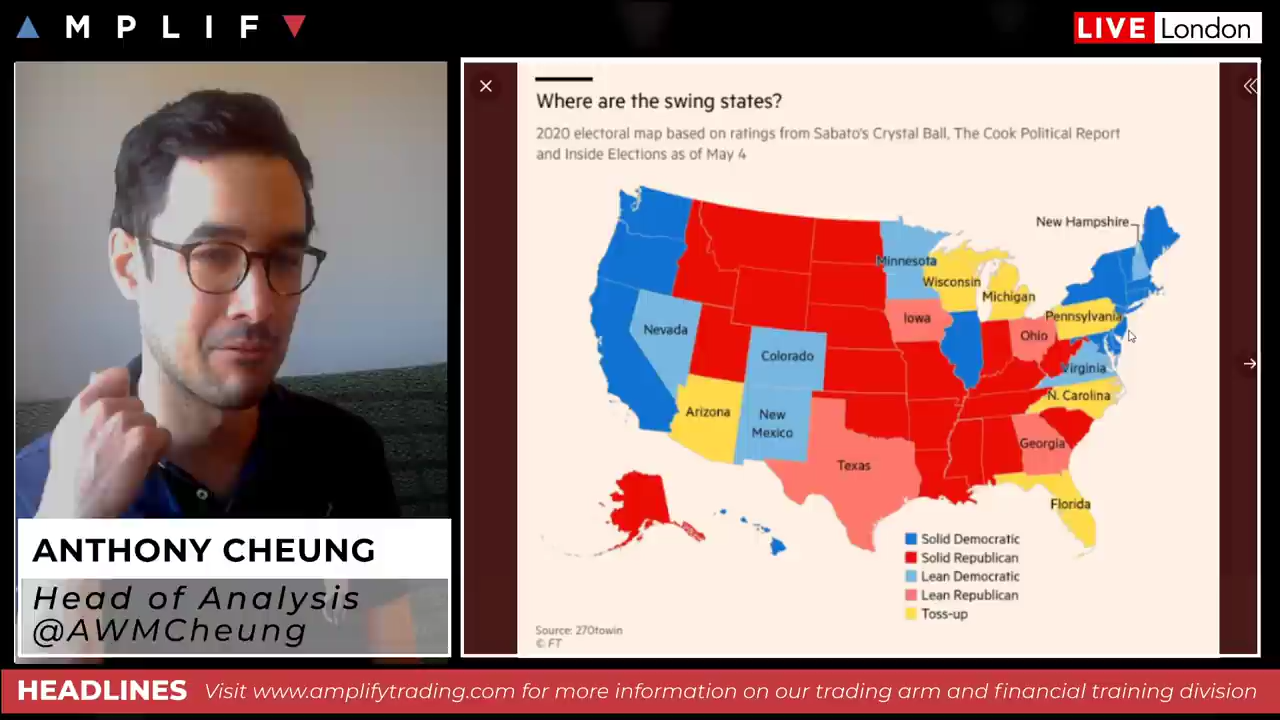 AMPLIFY
LIVE London
Where are the swing states?
2020 electoral map based on ratings from Sabato's Crystal Ball, The Cook Political Report
and Inside Elections as of May 4
New Hampshire
Minnesota
Wisconsin
Michigan
Iowa
Pennsylvania
Ohio
Nevada
Colorado
Virginia
N. Carolina
Arizona
New
Mexico
Georgia
Texas
Florida
Solid Democratic
Solid Republican
Lean Democratic
Lean Republican
Toss-up
Source: 270towin
© FT
ANTHONY CHEUNG
Head of Analysis
@AWMCheung
HEADLINES Visit www.amplifytrading.com for more information on our trading arm and financial training division